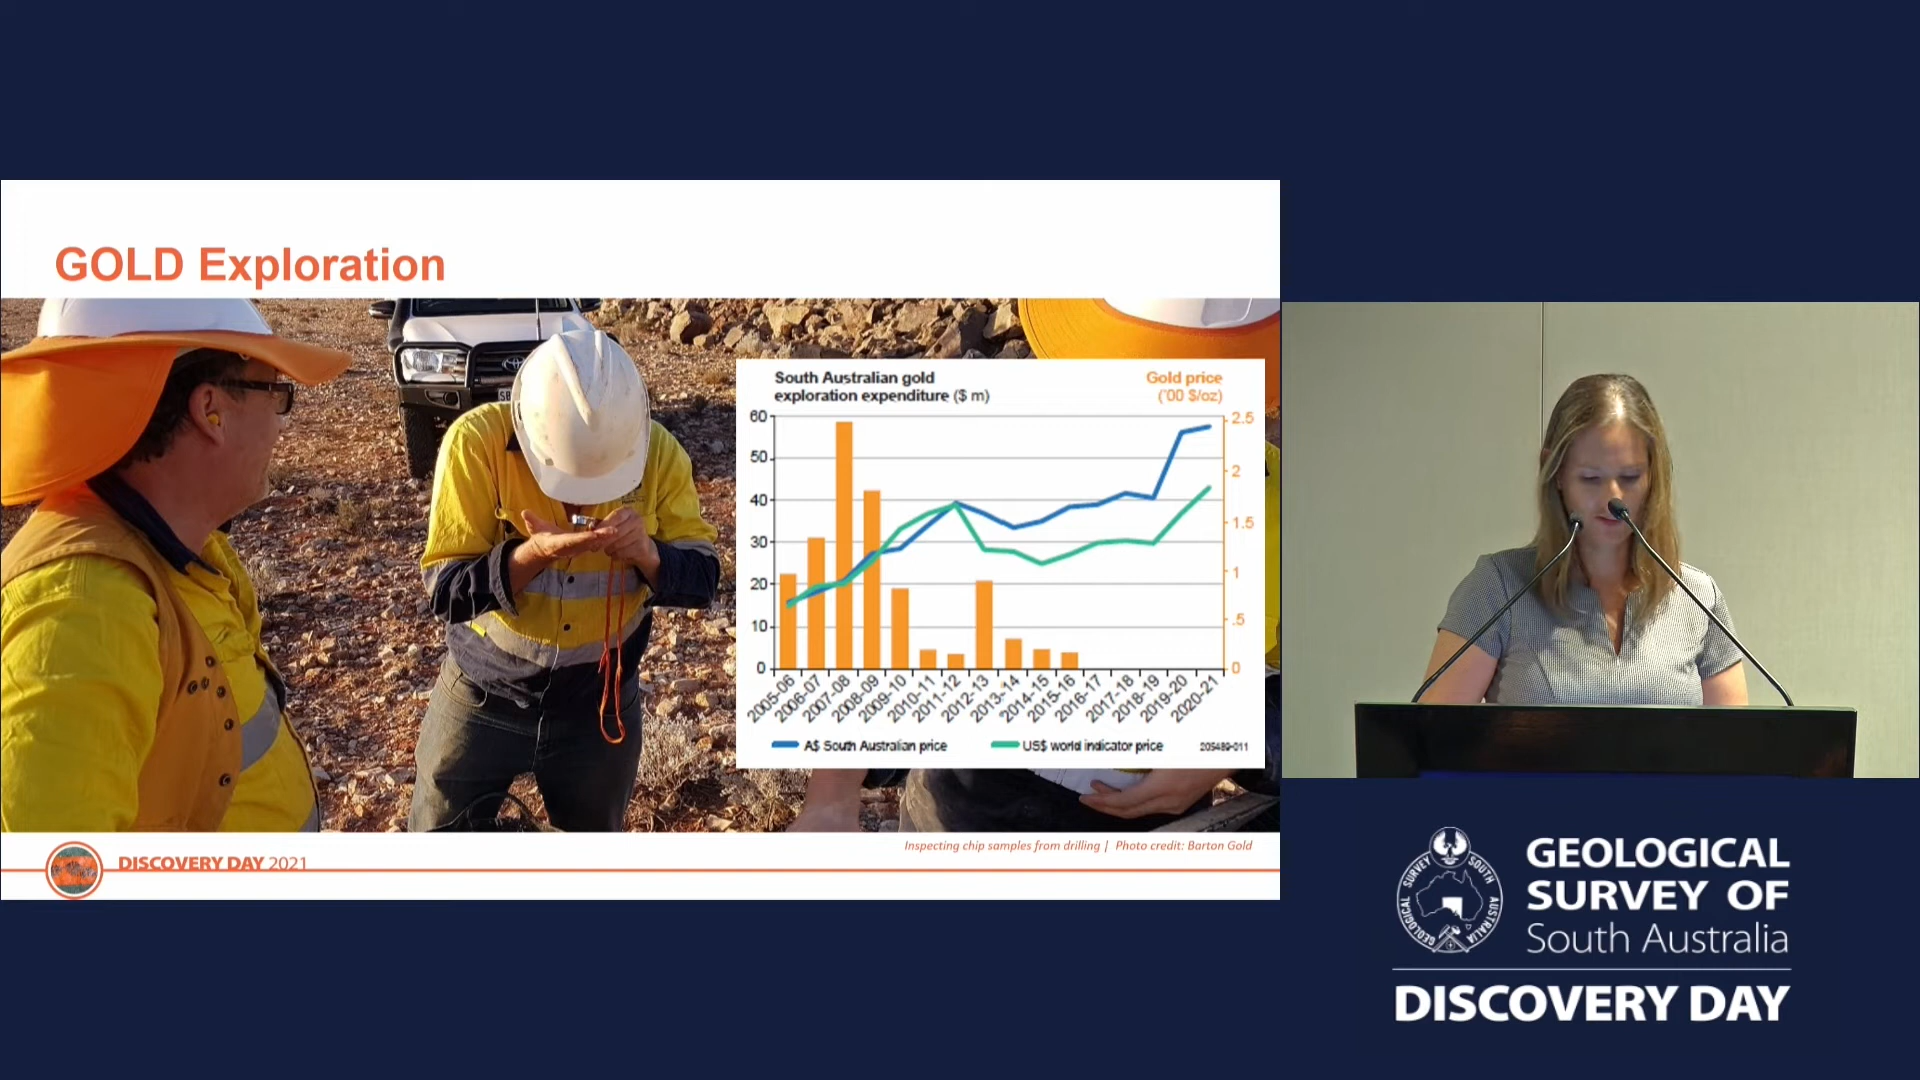 GOLD Exploration
South Australian gold
exploration expenditure ($ m)
Gold price
('00 $/oz)
60
50
40
30
20
10
0
2.5
2
1.5
1
.5
0
2005-06
2006-07
2007-08
2008-09
2009-10
2010-11
2011-12
2012-13
2013-14
2014-15
2015-16
2016-17
2017-18
2018-19
2019-20
2020-21
A$ South Australian price
US$ world indicator price
205489-011
Inspecting chip samples from drilling | Photo credit: Barton Gold
DISCOVERY DAY 2021
GEOLOGICAL SURVEY SOUTH AUSTRALIA
GEOLOGICAL
SURVEY OF
South Australia
DISCOVERY DAY